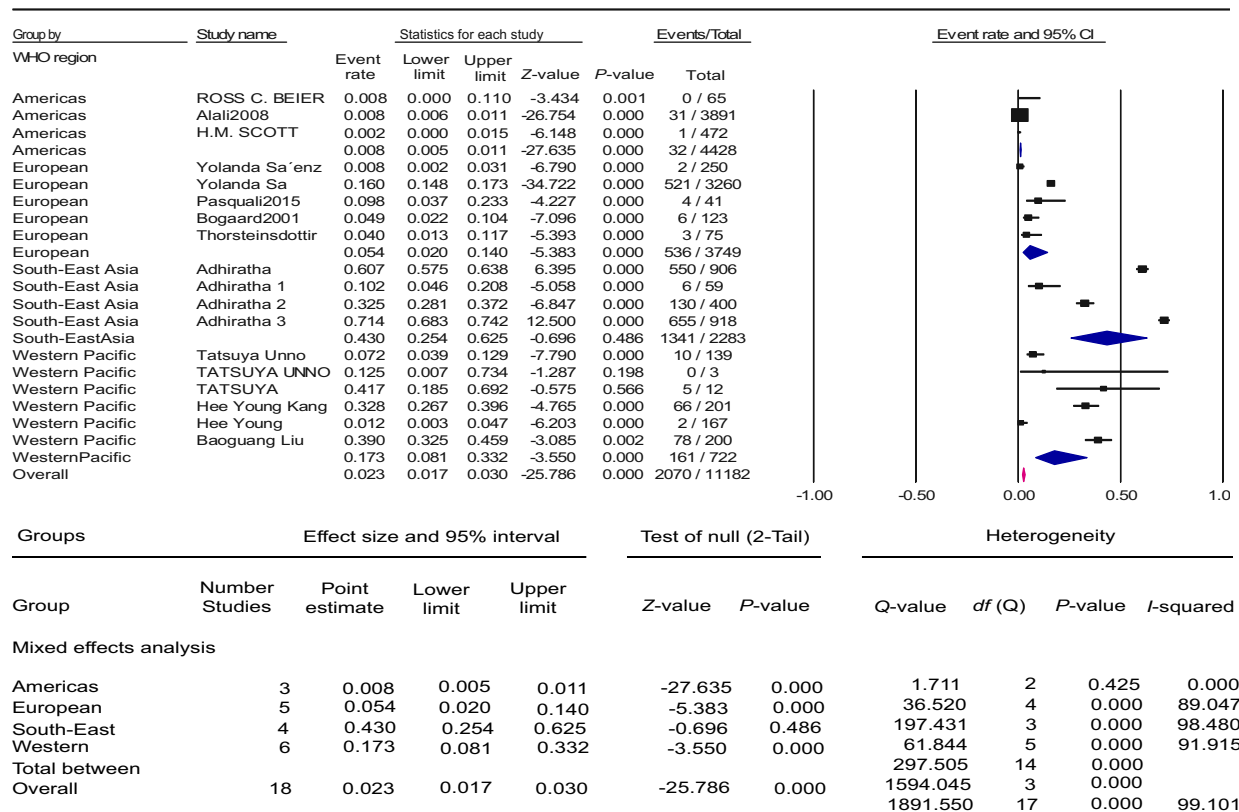 Group by Study name Statistics for each study Events/Total Event rate and 95% CI
WHO region
Event rate Lower limit Upper limit Z-value P-value Total
Americas ROSS C. BEIER 0.008 0.000 0.110 -3.434 0.001 0 / 65
Americas Alali2008 0.008 0.006 0.011 -26.754 0.000 31 / 3891
Americas H.M. SCOTT 0.002 0.000 0.015 -6.148 0.000 1 / 472
Americas 0.008 0.005 0.011 -27.635 0.000 32 / 4428
European Yolanda Sa´enz 0.008 0.002 0.031 -6.790 0.000 2 / 250
European Yolanda Sa 0.160 0.148 0.173 -34.722 0.000 521 / 3260
European Pasquali2015 0.098 0.037 0.233 -4.227 0.000 4 / 41
European Bogaard2001 0.049 0.022 0.104 -7.096 0.000 6 / 123
European Thorsteinsdottir 0.040 0.013 0.117 -5.393 0.000 3 / 75
European 0.054 0.020 0.140 -5.383 0.000 536 / 3749
South-East Asia Adhiratha 0.607 0.575 0.638 6.395 0.000 550 / 906
South-East Asia Adhiratha 1 0.102 0.046 0.208 -5.058 0.000 6 / 59
South-East Asia Adhiratha 2 0.325 0.281 0.372 -6.847 0.000 130 / 400
South-East Asia Adhiratha 3 0.714 0.683 0.742 12.500 0.000 655 / 918
South-EastAsia 0.430 0.254 0.625 -0.696 0.486 1341 / 2283
Western Pacific Tatsuya Unno 0.072 0.039 0.129 -7.790 0.000 10 / 139
Western Pacific TATSUYA UNNO 0.125 0.007 0.734 -1.287 0.198 0 / 3
Western Pacific TATSUYA 0.417 0.185 0.692 -0.575 0.566 5 / 12
Western Pacific Hee Young Kang 0.328 0.267 0.396 -4.765 0.000 66 / 201
Western Pacific Hee Young 0.012 0.003 0.047 -6.203 0.000 2 / 167
Western Pacific Baoguang Liu 0.390 0.325 0.459 -3.085 0.002 78 / 200
WesternPacific 0.173 0.081 0.332 -3.550 0.000 161 / 722
Overall 0.023 0.017 0.030 -25.786 0.000 2070 / 11182
-1.00 -0.50 0.00 0.50 1.0
Groups Effect size and 95% interval Test of null (2-Tail) Heterogeneity
Group Number Studies Point estimate Lower limit Upper limit Z-value P-value Q-value df (Q) P-value I-squared
Mixed effects analysis
Americas 3 0.008 0.005 0.011 -27.635 0.000 1.711 2 0.425 0.000
European 5 0.054 0.020 0.140 -5.383 0.000 36.520 4 0.000 89.047
South-East 4 0.430 0.254 0.625 -0.696 0.486 197.431 3 0.000 98.480
Western 6 0.173 0.081 0.332 -3.550 0.000 61.844 5 0.000 91.915
Total between 297.505 14 0.000
Overall 18 0.023 0.017 0.030 -25.786 0.000 1594.045 3 0.000
1891.550 17 0.000 99.101